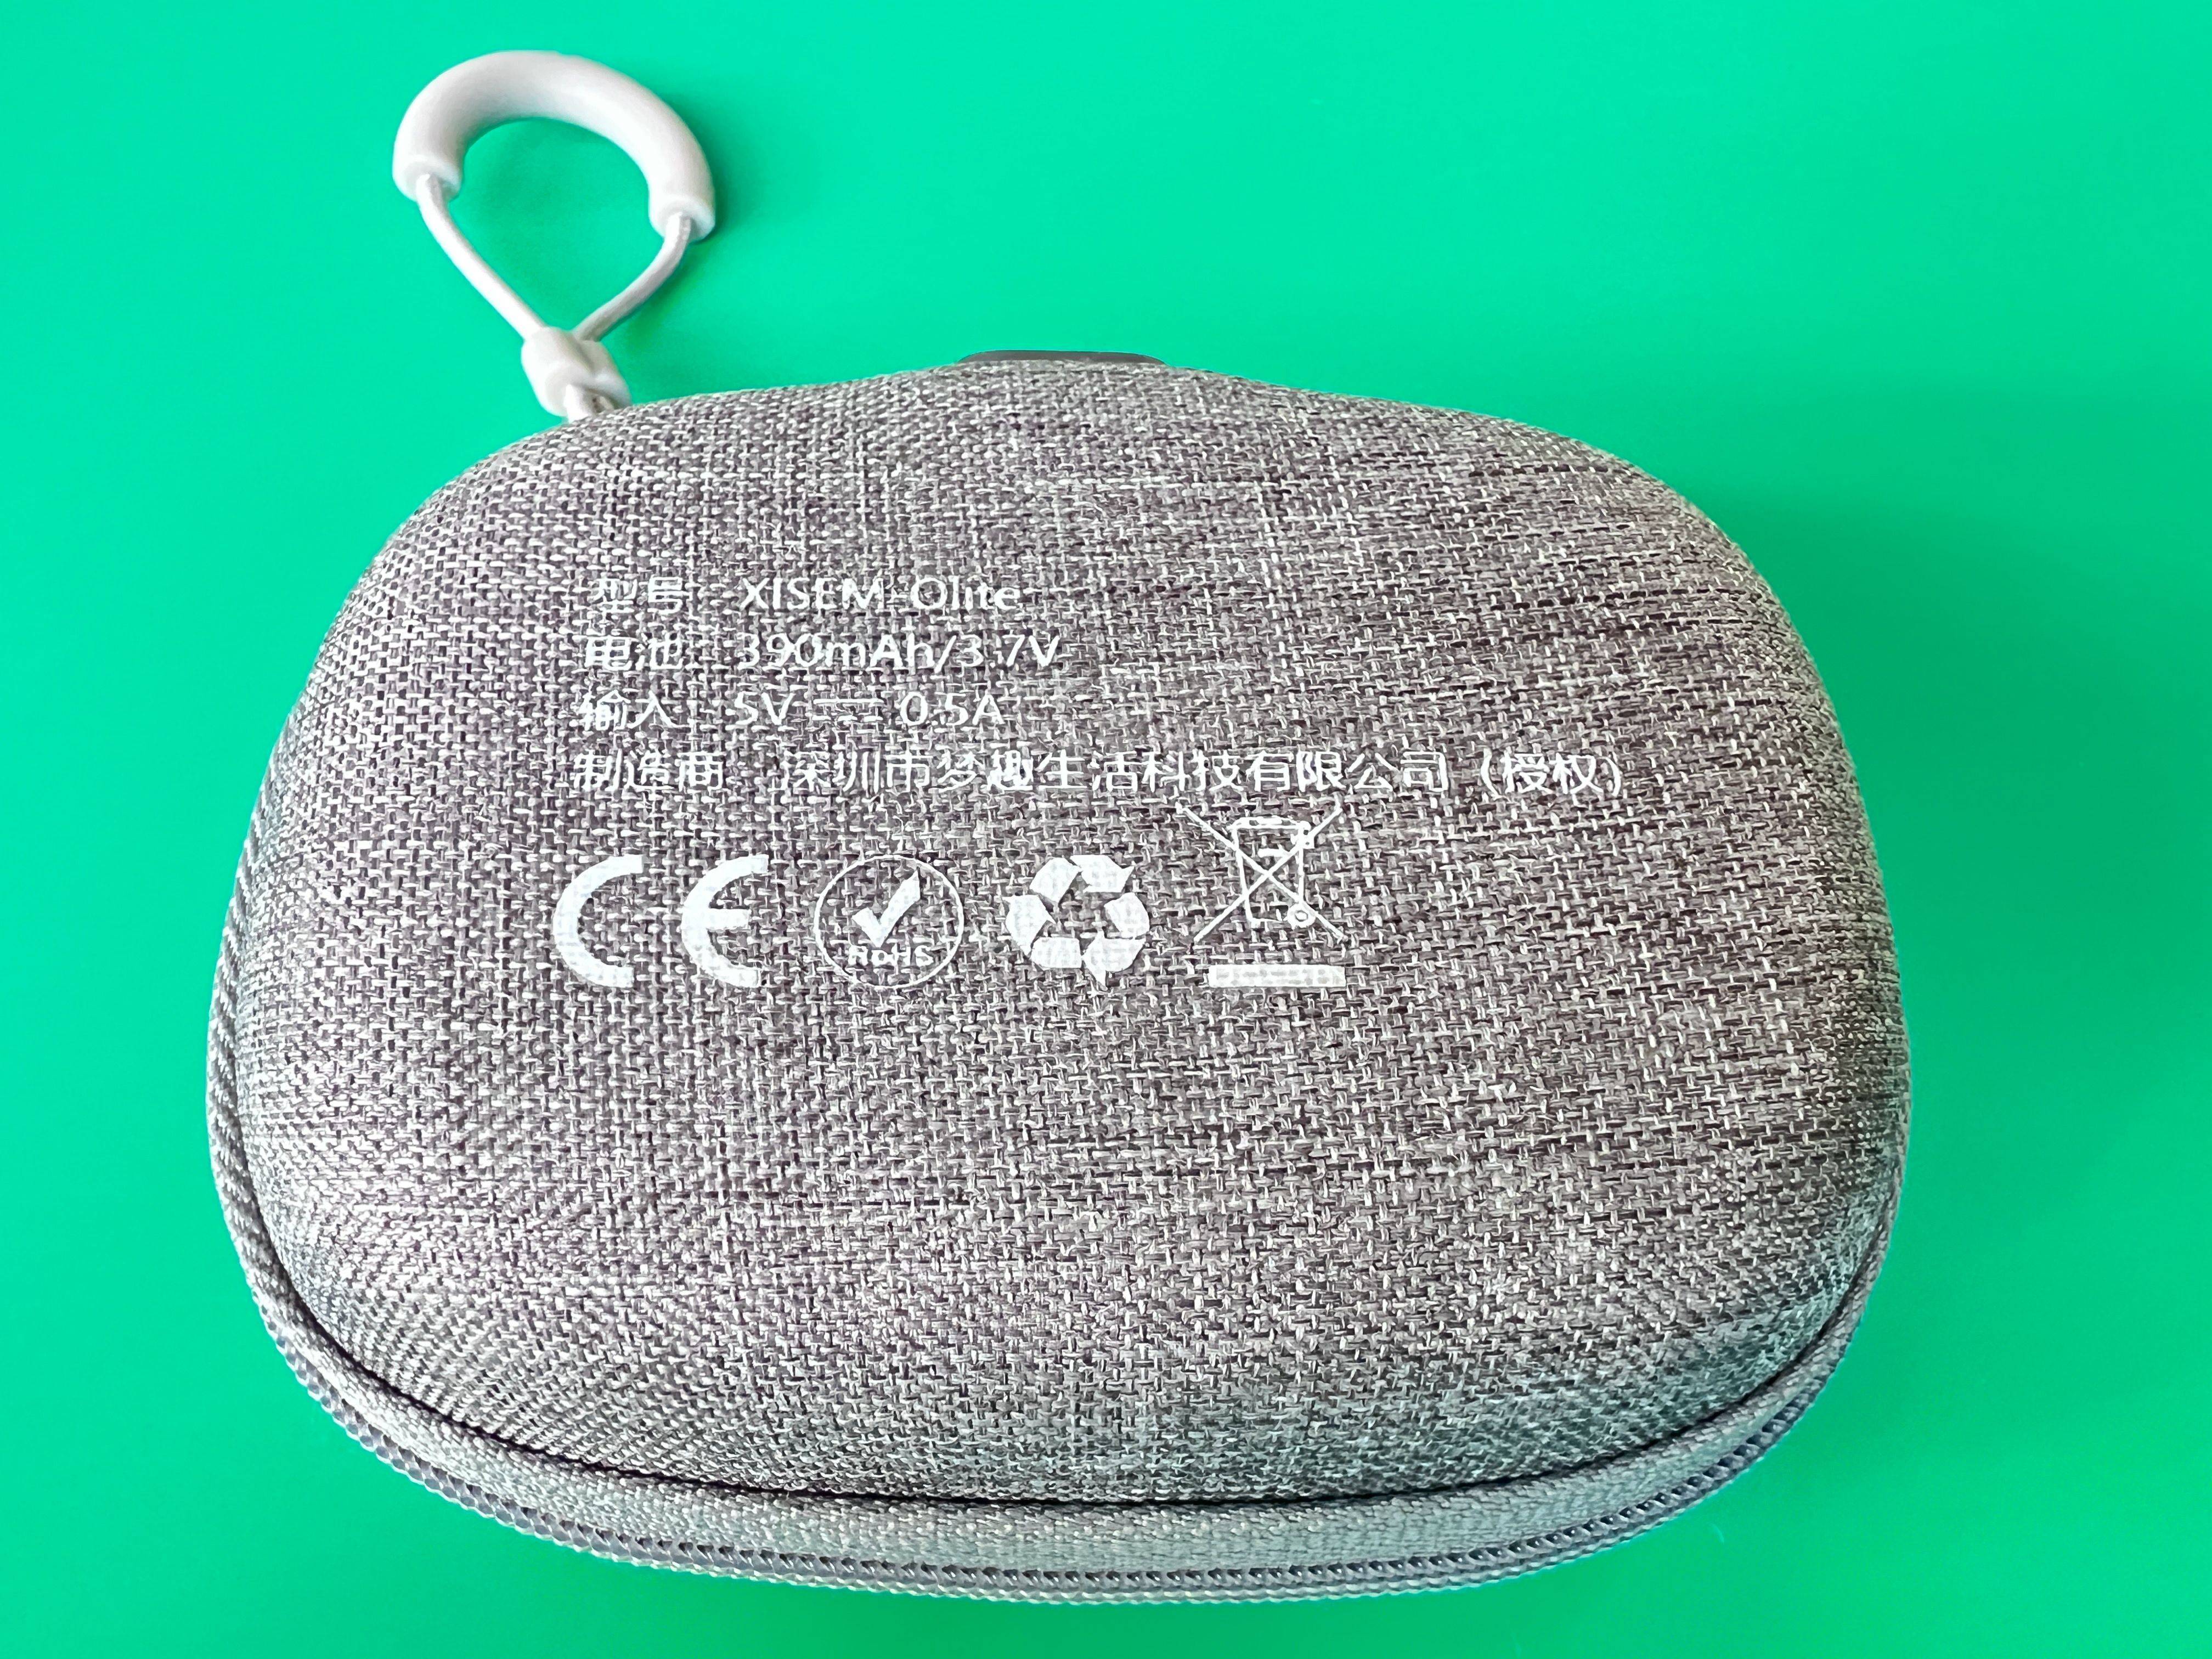 型号 XISEM-Olite
电池 390mAh/3.7V
输入 5V 0.5A
制造商 深圳市梦趣生活科技有限公司（授权）
CE RoHS